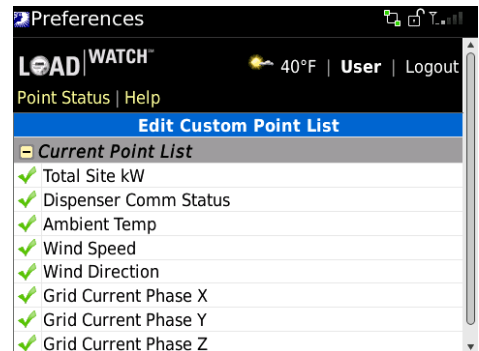 Preferences
LOAD|WATCH™ 40°F | User | Logout
Point Status | Help
Edit Custom Point List
Current Point List
Total Site kW
Dispenser Comm Status
Ambient Temp
Wind Speed
Wind Direction
Grid Current Phase X
Grid Current Phase Y
Grid Current Phase Z